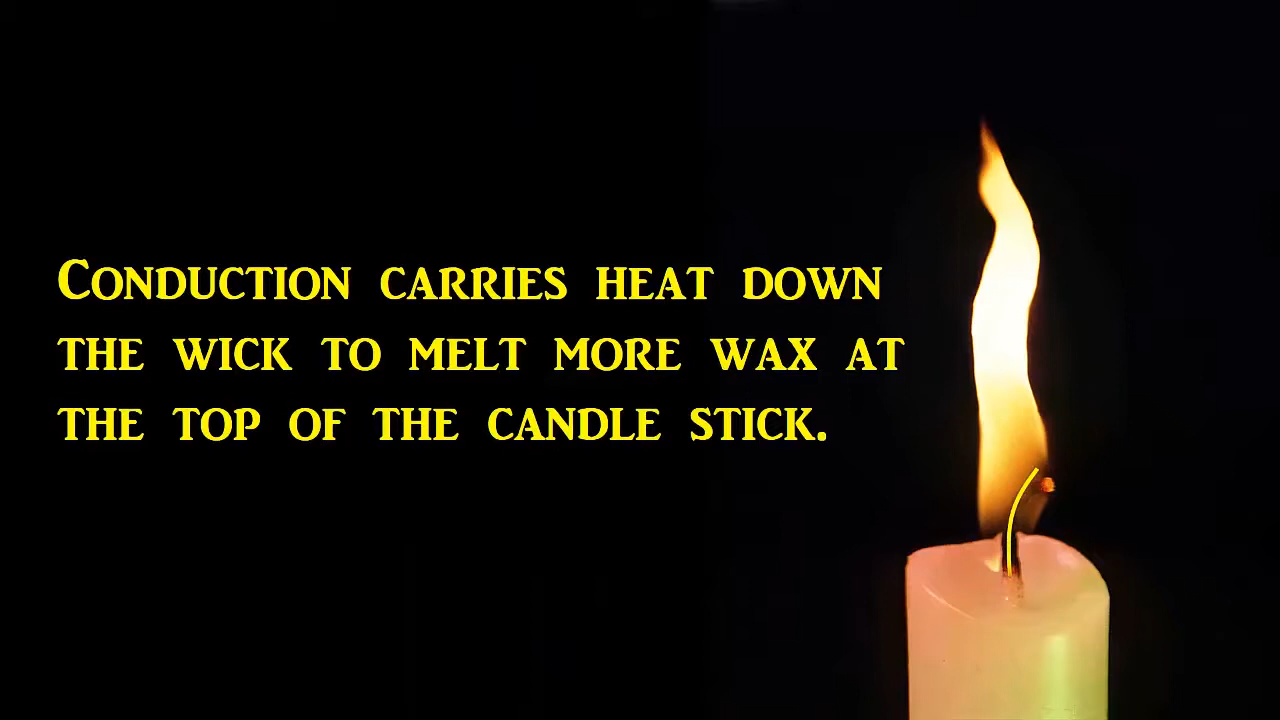 Conduction carries heat down
the wick to melt more wax at
the top of the candle stick.